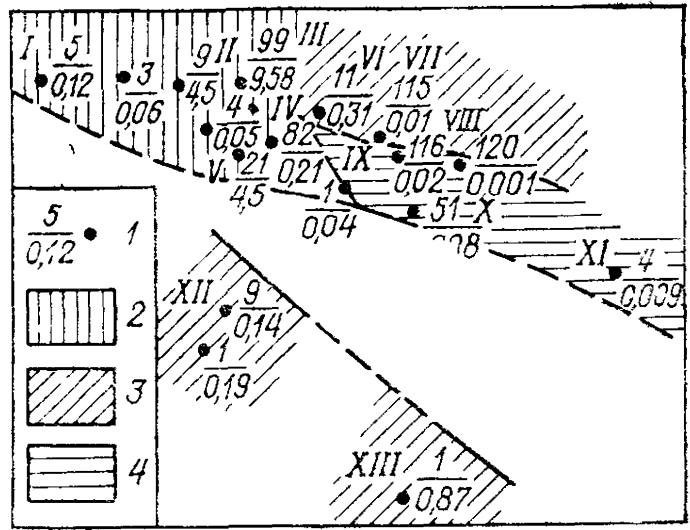 I 5/0,12
3/0,06
9/4,5 II
99/9,58 III
4/0,05
IV 82/0,21
V 21/4,5
VI 11/0,31
VII 115/0,01
VIII 120/0,001
IX 116/0,02
1/0,04
51 X
XI 4/0,009
5/0,12 1
2
3
4
XII 9/0,14
1/0,19
XIII 1/0,87